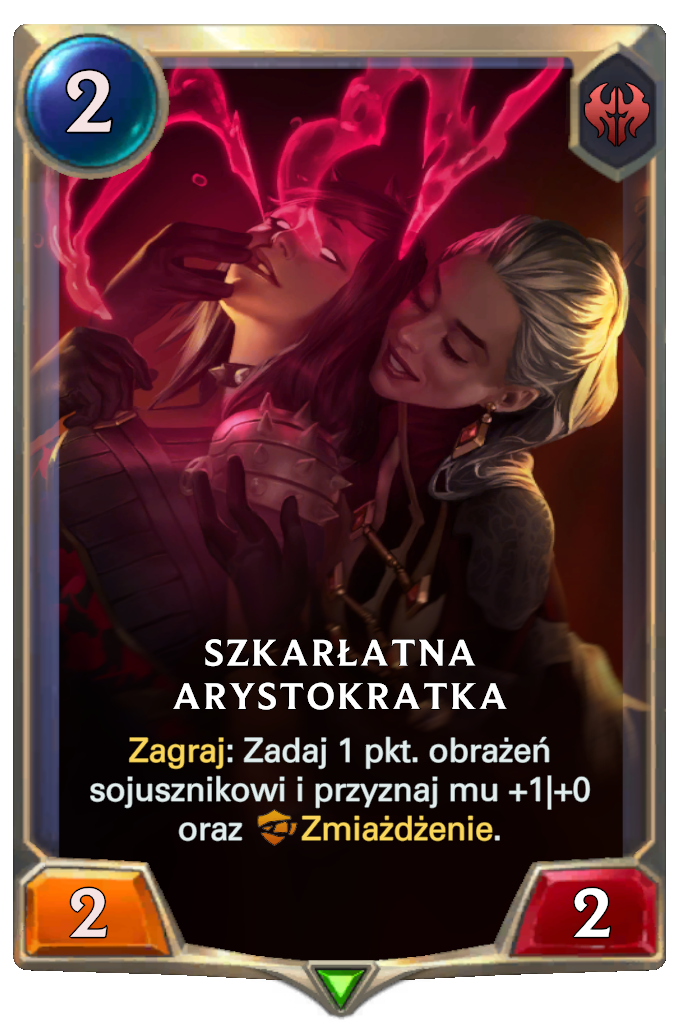 2
SZKARŁATNA
ARYSTOKRATKA
Zagraj: Zadaj 1 pkt. obrażeń
sojusznikowi i przyznaj mu +1|+0
oraz Zmiażdżenie.
2
2